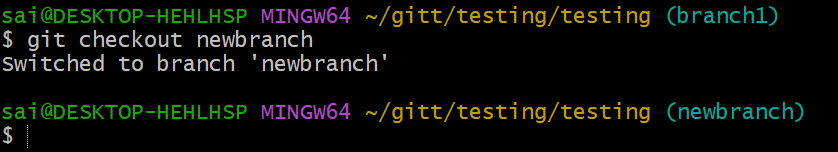 sai@DESKTOP-HEHLHSP MINGW64 ~/gitt/testing/testing (branch1)
$ git checkout newbranch
Switched to branch 'newbranch'
sai@DESKTOP-HEHLHSP MINGW64 ~/gitt/testing/testing (newbranch)
$